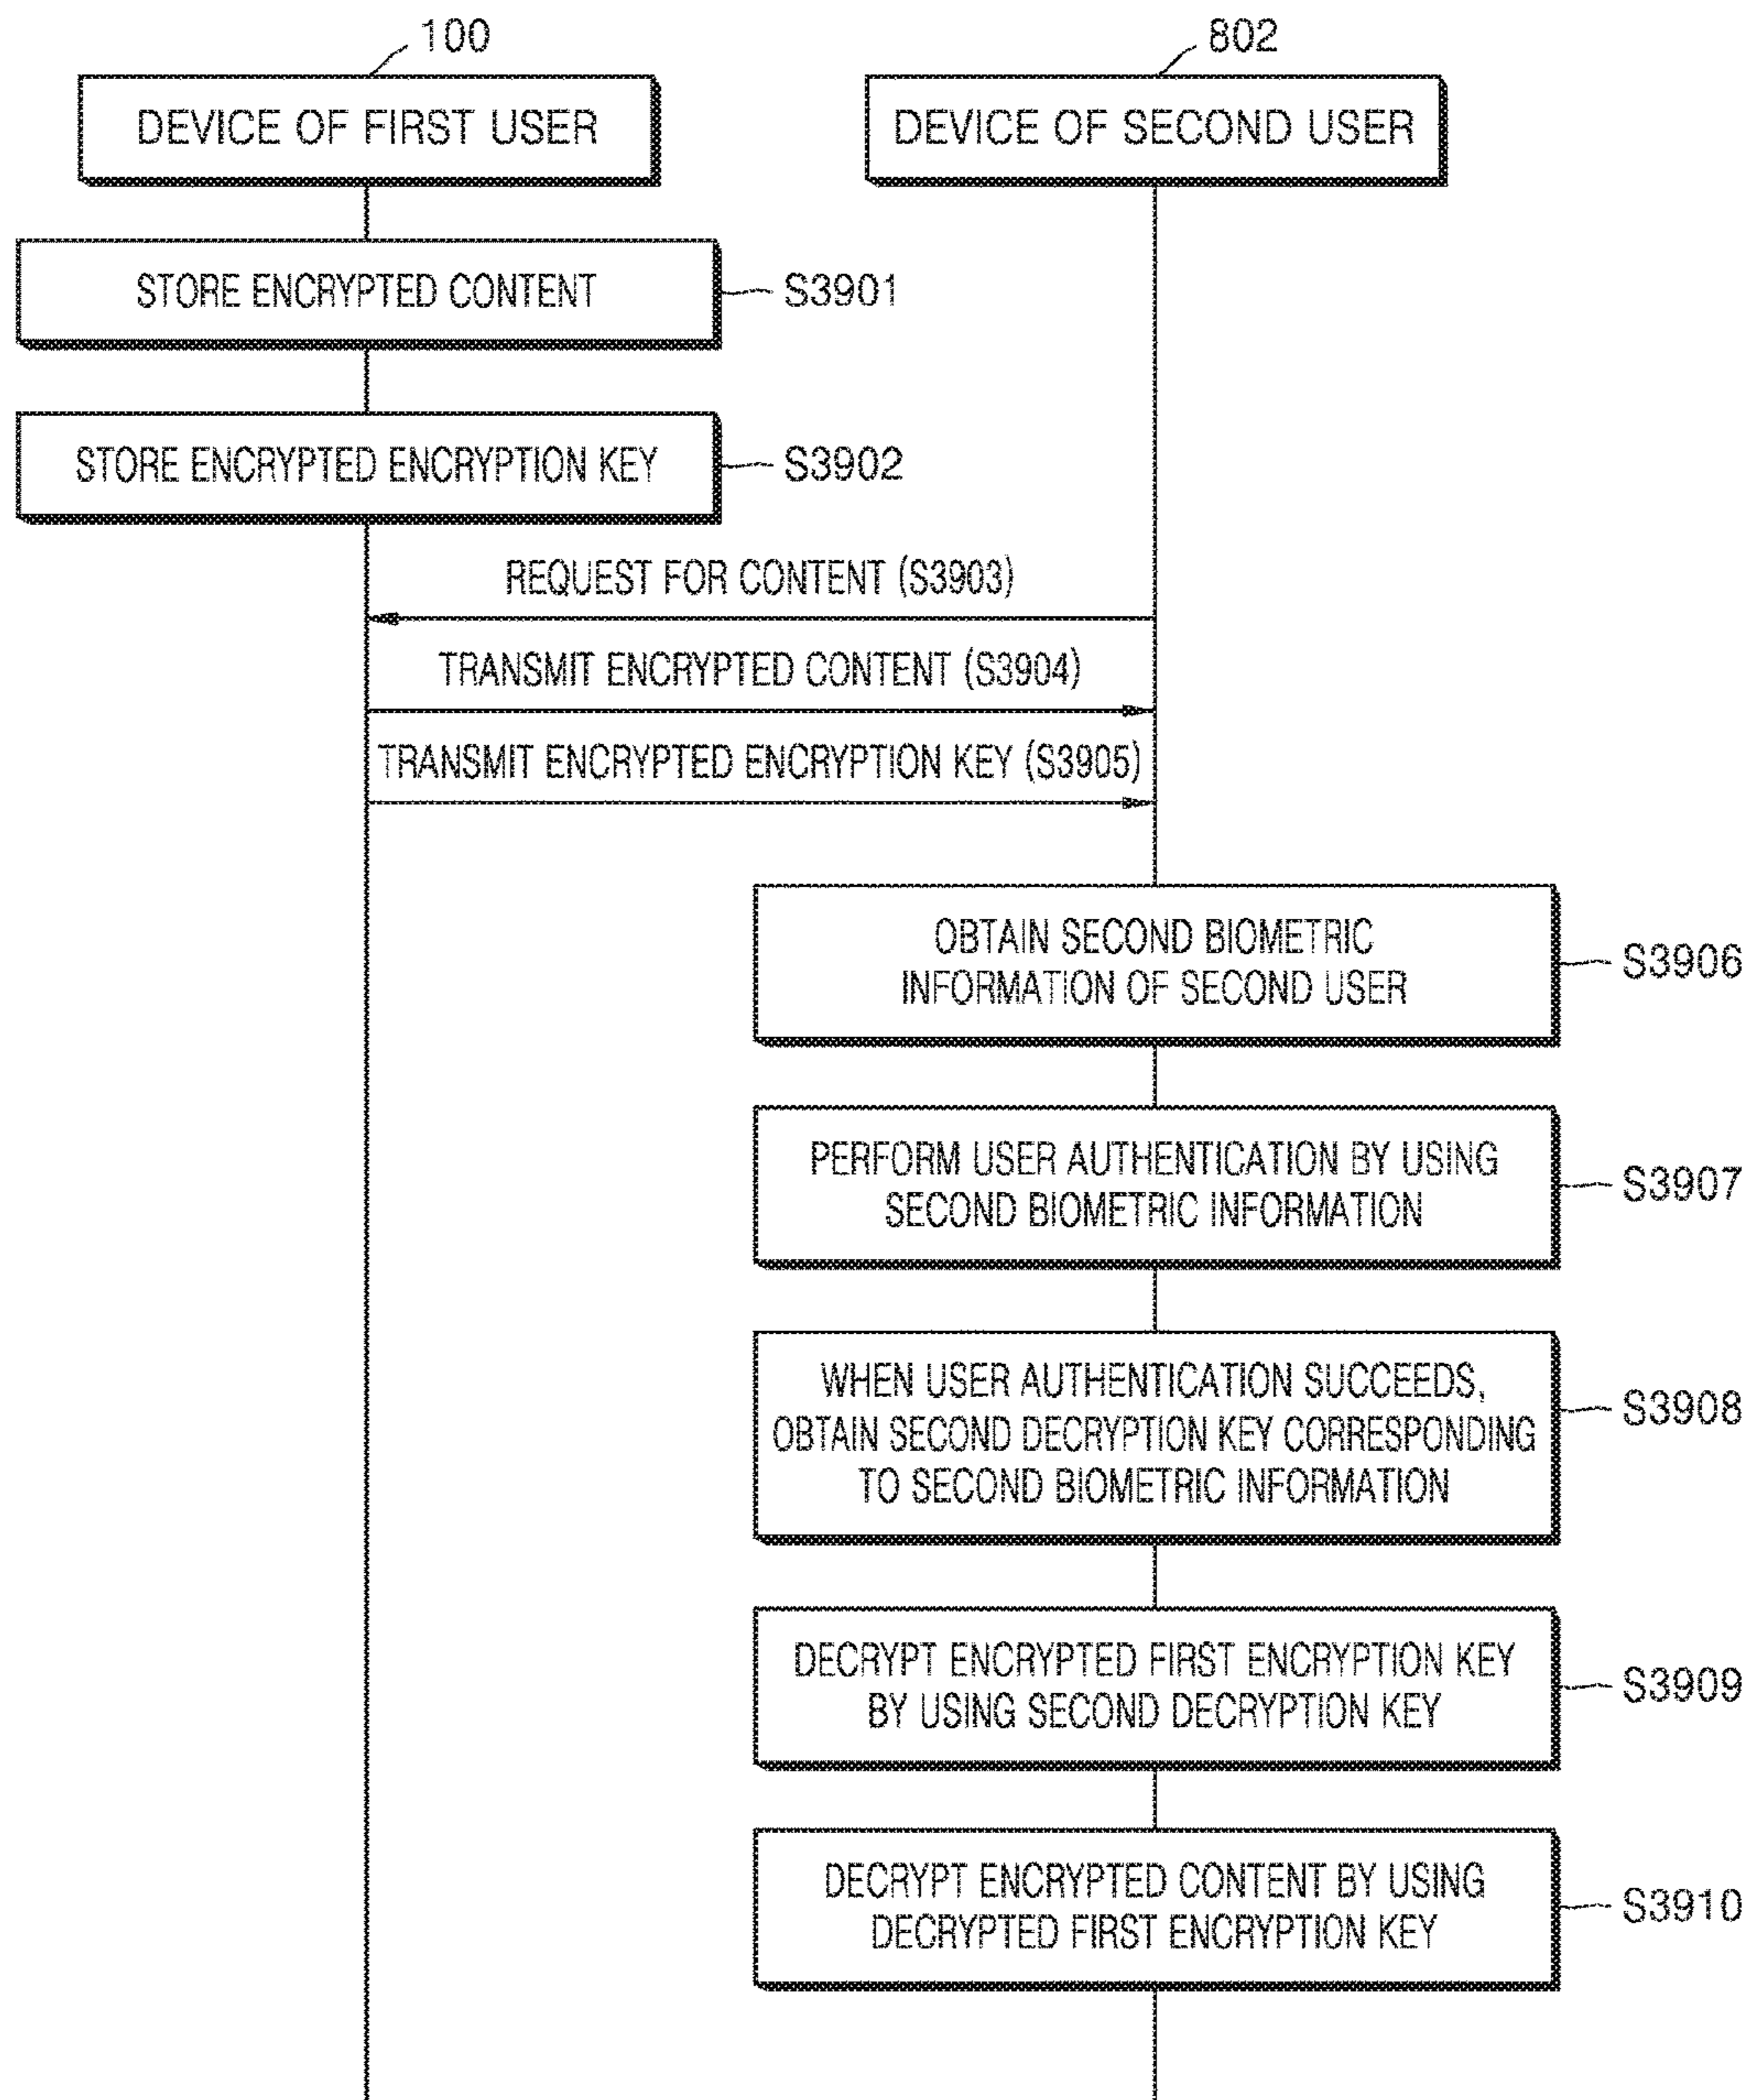 100
802
DEVICE OF FIRST USER
DEVICE OF SECOND USER
STORE ENCRYPTED CONTENT
S3901
STORE ENCRYPTED ENCRYPTION KEY
S3902
REQUEST FOR CONTENT (S3903)
TRANSMIT ENCRYPTED CONTENT (S3904)
TRANSMIT ENCRYPTED ENCRYPTION KEY (S3905)
OBTAIN SECOND BIOMETRIC
INFORMATION OF SECOND USER
S3906
PERFORM USER AUTHENTICATION BY USING
SECOND BIOMETRIC INFORMATION
S3907
WHEN USER AUTHENTICATION SUCCEEDS,
OBTAIN SECOND DECRYPTION KEY CORRESPONDING
TO SECOND BIOMETRIC INFORMATION
S3908
DECRYPT ENCRYPTED FIRST ENCRYPTION KEY
BY USING SECOND DECRYPTION KEY
S3909
DECRYPT ENCRYPTED CONTENT BY USING
DECRYPTED FIRST ENCRYPTION KEY
S3910